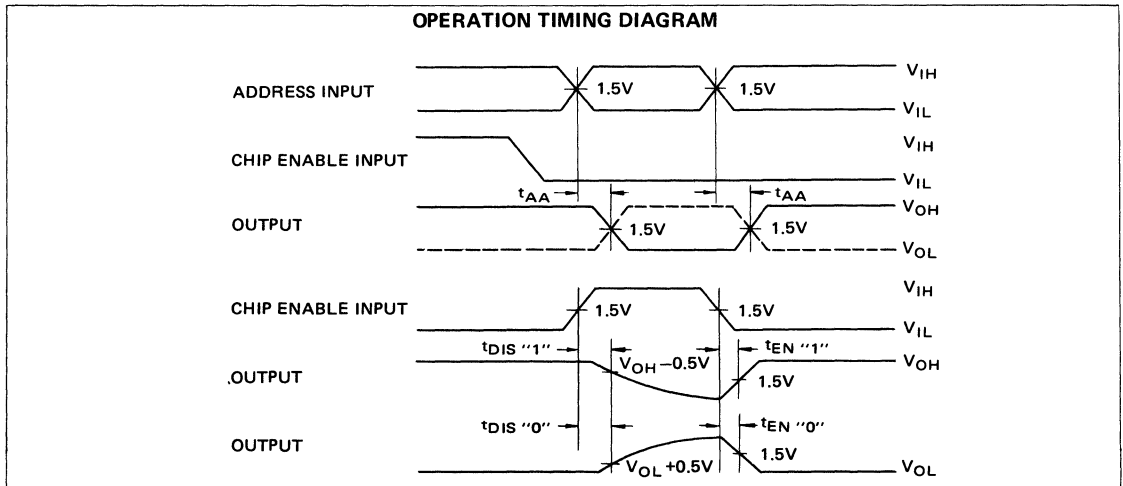 OPERATION TIMING DIAGRAM
ADDRESS INPUT
1.5V
1.5V
VIH
VIL
CHIP ENABLE INPUT
VIH
VIL
tAA
tAA
OUTPUT
1.5V
1.5V
VOH
VOL
CHIP ENABLE INPUT
1.5V
1.5V
VIH
VIL
tDIS "1"
tEN "1"
OUTPUT
VOH−0.5V
1.5V
VOH
tDIS "0"
tEN "0"
OUTPUT
VOL +0.5V
1.5V
VOL